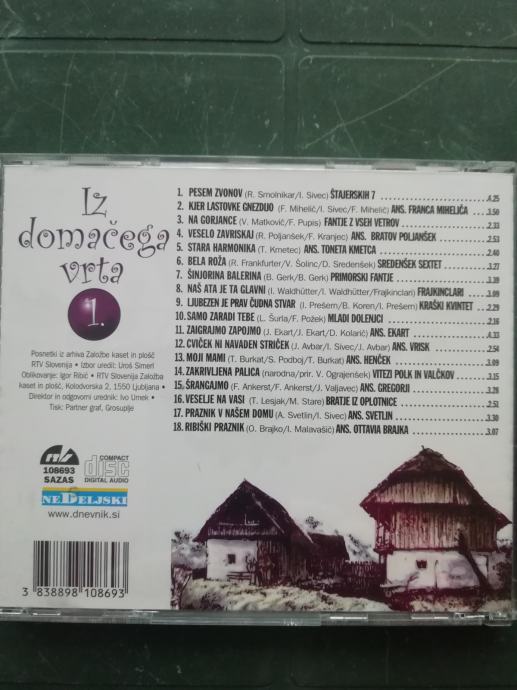 Iz
domačega
vrta
1.
Posnetki iz arhiva Založbe kaset in plošč
RTV Slovenija • Izbor uredil: Uroš Simerl
Oblikovanje: Igor Ribič • RTV Slovenija Založba
kaset in plošč, Kolodvorska 2, 1550 Ljubljana •
Direktor in odgovorni urednik: Ivo Umek •
Tisk: Partner graf, Grosuplje
1. PESEM ZVONOV (R. Smolnikar/I. Sivec) ŠTAJERSKIH 7 4.25
2. KJER LASTOVKE GNEZDIJO (F. Mihelič/I. Sivec/F. Mihelič) ANS. FRANCA MIHELIČA 3.50
3. NA GORJANCE (V. Matković/F. Pupis) FANTJE Z VSEH VETROV 2.33
4. VESELO ZAVRISKAJ (R. Poljanšek/F. Kranjec) ANS. BRATOV POLJANŠEK 2.53
5. STARA HARMONIKA (T. Kmetec) ANS. TONETA KMETCA 2.40
6. BELA ROŽA (R. Frankfurter/V. Šolinc/D. Sredenšek) SREDENŠEK SEXTET 3.27
7. ŠINJORINA BALERINA (B. Gerk/B. Gerk) PRIMORSKI FANTJE 3.39
8. NAŠ ATA JE TA GLAVNI (I. Waldhütter/I. Waldhütter/Frajkinclari) FRAJKINCLARI 3.09
9. LJUBEZEN JE PRAV ČUDNA STVAR (I. Prešern/B. Koren/I. Prešern) KRAŠKI KVINTET 2.29
10. SAMO ZARADI TEBE (L. Šurla/F. Požek) MLADI DOLENJCI 2.16
11. ZAIGRAJMO ZAPOJMO (J. Ekart/J. Ekart/D. Kolarič) ANS. EKART 4.33
12. CVIČEK NI NAVADEN STRIČEK (J. Avbar/I. Sivec/J. Avbar) ANS. VRISK 2.54
13. MOJI MAMI (T. Burkat/S. Podboj/T. Burkat) ANS. HENČEK 3.09
14. ZAKRIVLJENA PALICA (narodna/prir. V. Ograjenšek) VITEZI POLK IN VALČKOV 3.15
15. ŠRANGAJMO (F. Ankerst/F. Ankerst/J. Valjavec) ANS. GREGORJI 3.28
16. VESELJE NA VASI (T. Lesjak/M. Stare) BRATJE IZ OPLOTNICE 2.51
17. PRAZNIK V NAŠEM DOMU (A. Svetlin/I. Sivec) ANS. SVETLIN 3.30
18. RIBIŠKI PRAZNIK (O. Brajko/I. Malavašič) ANS. OTTAVIA BRAJKA 3.07
108693
SAZAS
COMPACT
disc
DIGITAL AUDIO
NEDELJSKI
www.dnevnik.si
3 838898 108693